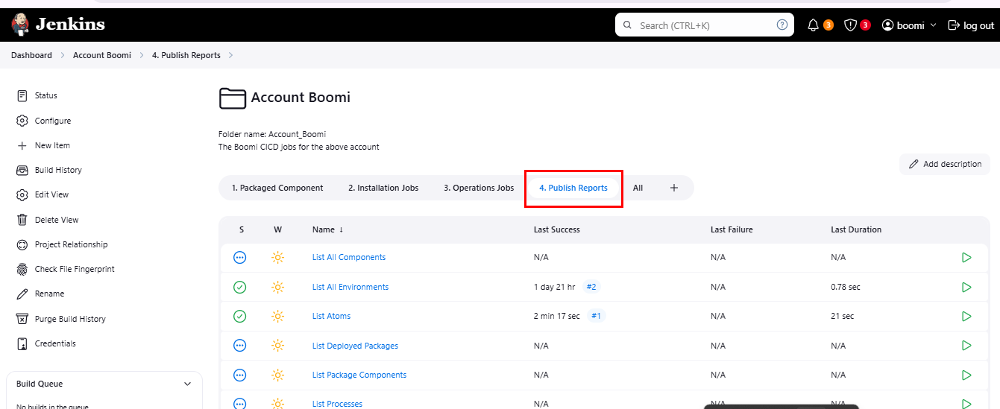 Jenkins
Search (CTRL+K)
?
3
3
boomi
log out
Dashboard
Account Boomi
4. Publish Reports
Status
Configure
New Item
Build History
Edit View
Delete View
Project Relationship
Check File Fingerprint
Rename
Purge Build History
Credentials
Build Queue
No builds in the queue.
Account Boomi
Folder name: Account_Boomi
The Boomi CICD jobs for the above account
Add description
1. Packaged Component 2. Installation Jobs 3. Operations Jobs 4. Publish Reports All +
S W Name ↓ Last Success Last Failure Last Duration
List All Components N/A N/A N/A
List All Environments 1 day 21 hr #2 N/A 0.78 sec
List Atoms 2 min 17 sec #1 N/A 21 sec
List Deployed Packages N/A N/A N/A
List Package Components N/A N/A N/A
List Processes N/A N/A N/A